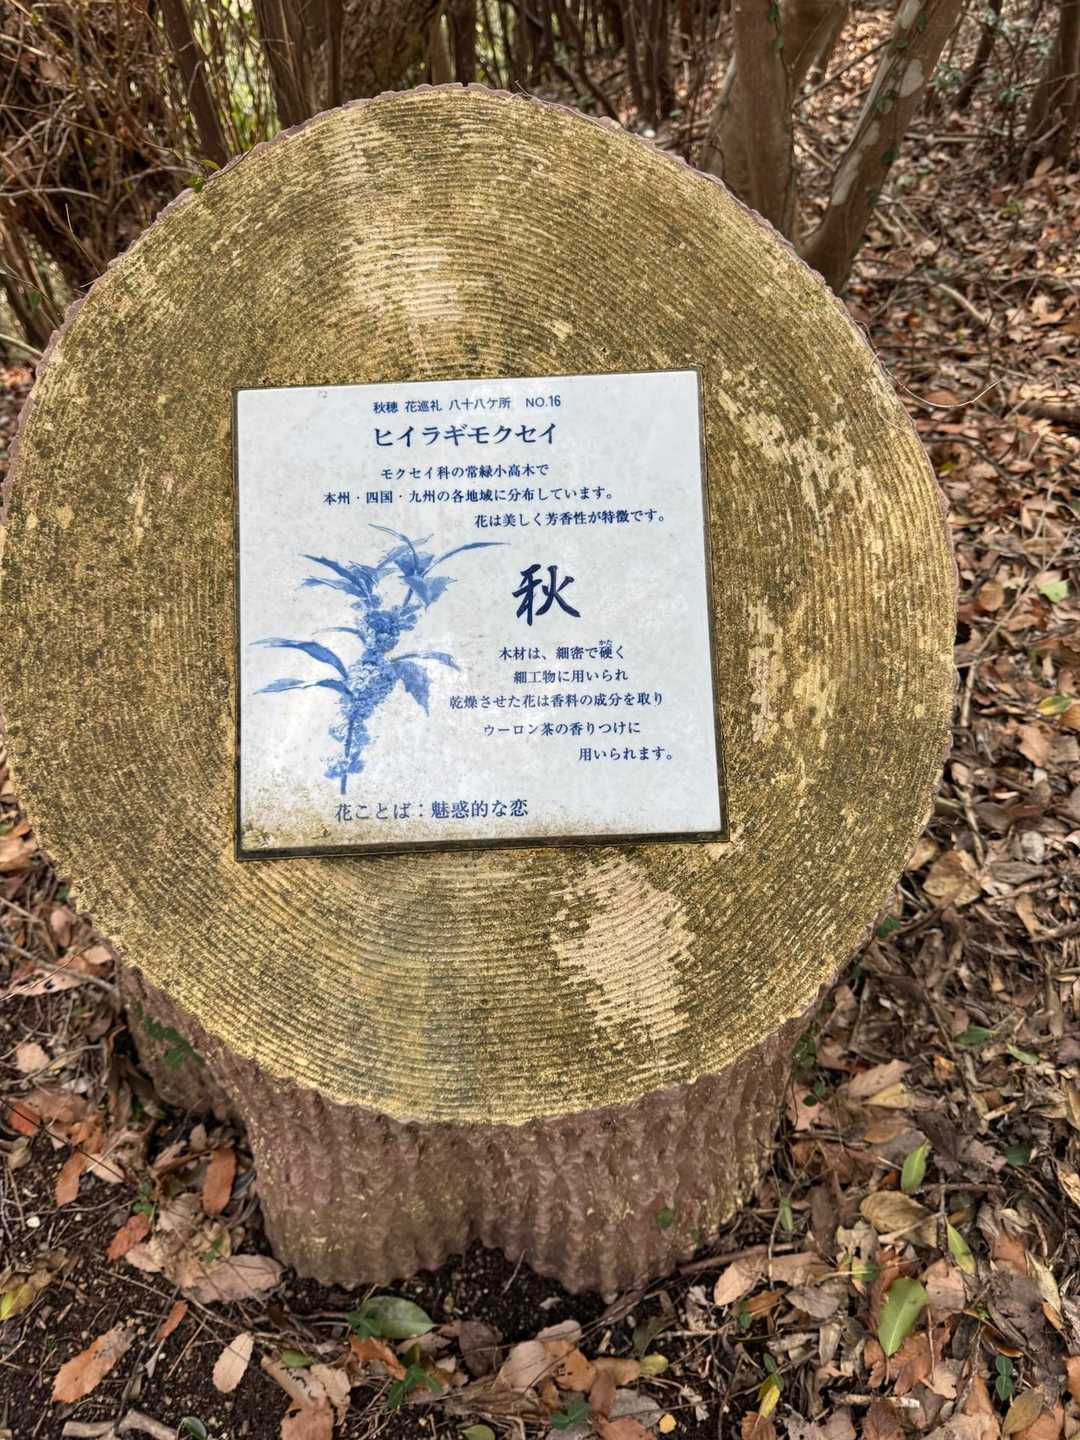 秋穂 花巡礼 八十八ケ所 NO.16
ヒイラギモクセイ
モクセイ科の常緑小高木で
本州・四国・九州の各地域に分布しています。
花は美しく芳香性が特徴です。
秋
木材は、細密で硬く
かた
細工物に用いられ
乾燥させた花は香料の成分を取り
ウーロン茶の香りつけに
用いられます。
花ことば：魅惑的な恋